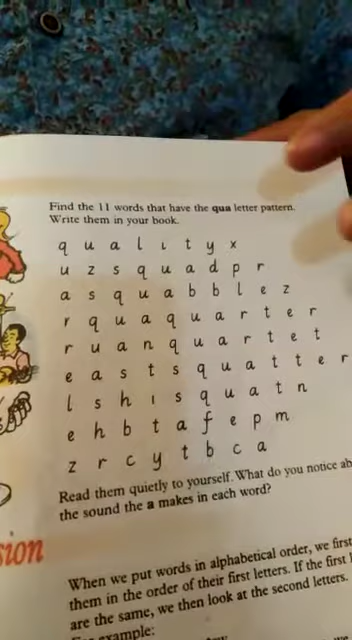 Find the 11 words that have the qua letter pattern.
Write them in your book.
q u a l i t y x
u z s q u a d p r
a s q u a b b l e z
r q u a q u a r t e r
r u a n q u a r t e t
e a s t s q u a t t e r
l s h i s q u a t n
e h b t a f e p m
z r c y t b c a
Read them quietly to yourself. What do you notice
the sound the a makes in each word?
sion
When we put words in alphabetical order, we first
them in the order of their first letters. If the first
are the same, we then look at the second letters.
example: